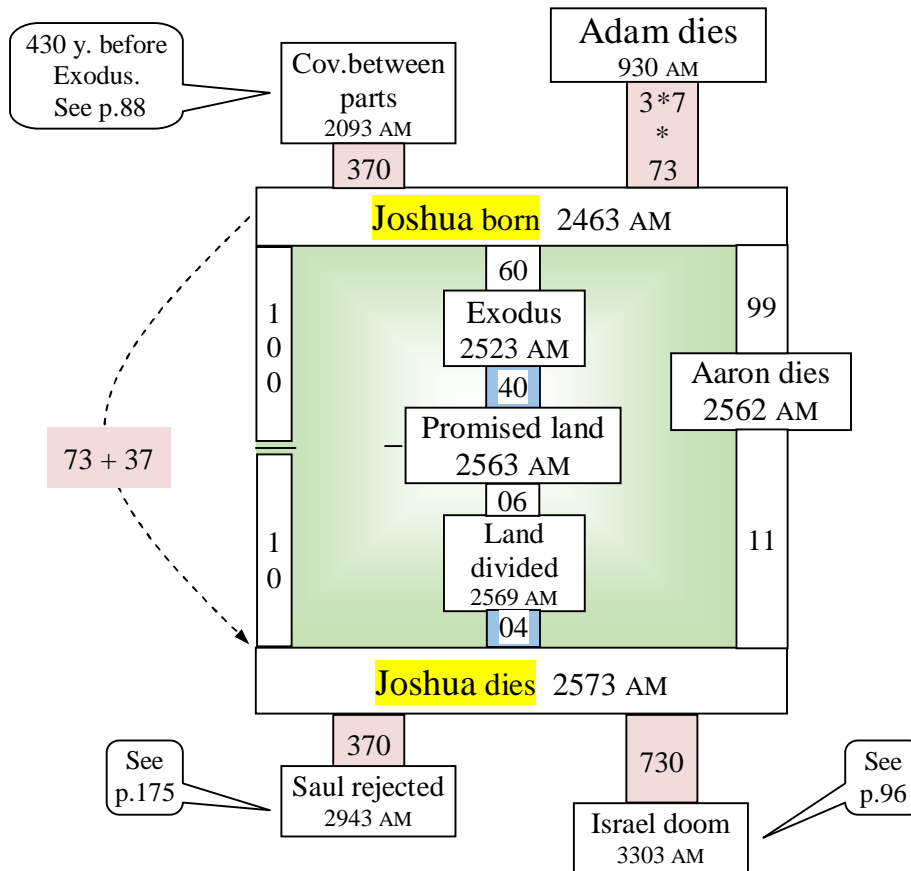 430 y. before
Exodus.
See p.88
Cov.between
parts
2093 AM
Adam dies
930 AM
370
3*7
*
73
Joshua born 2463 AM
1
0
0
60
99
Exodus
2523 AM
40
Aaron dies
2562 AM
Promised land
2563 AM
73 + 37
06
1
0
Land
divided
2569 AM
11
04
Joshua dies 2573 AM
370
730
See
p.175
Saul rejected
2943 AM
See
p.96
Israel doom
3303 AM